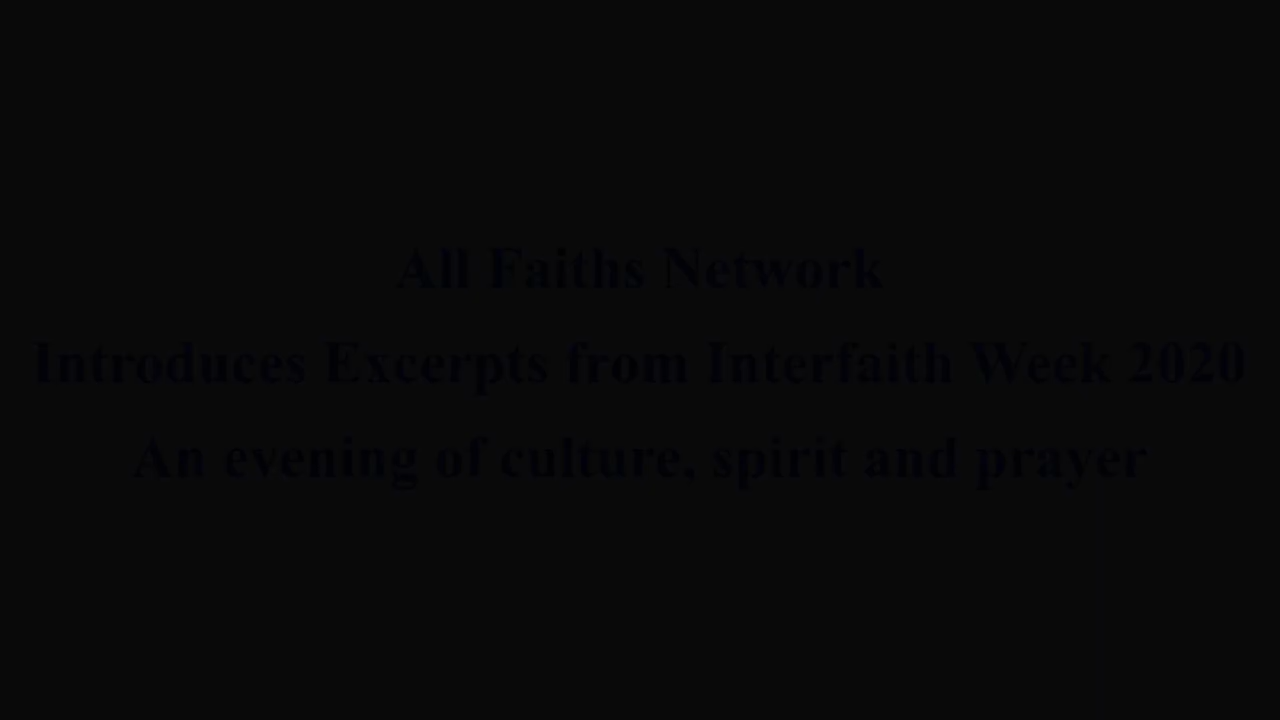 All Faiths Network
Introduces Excerpts from Interfaith Week 2020
An evening of culture, spirit and prayer